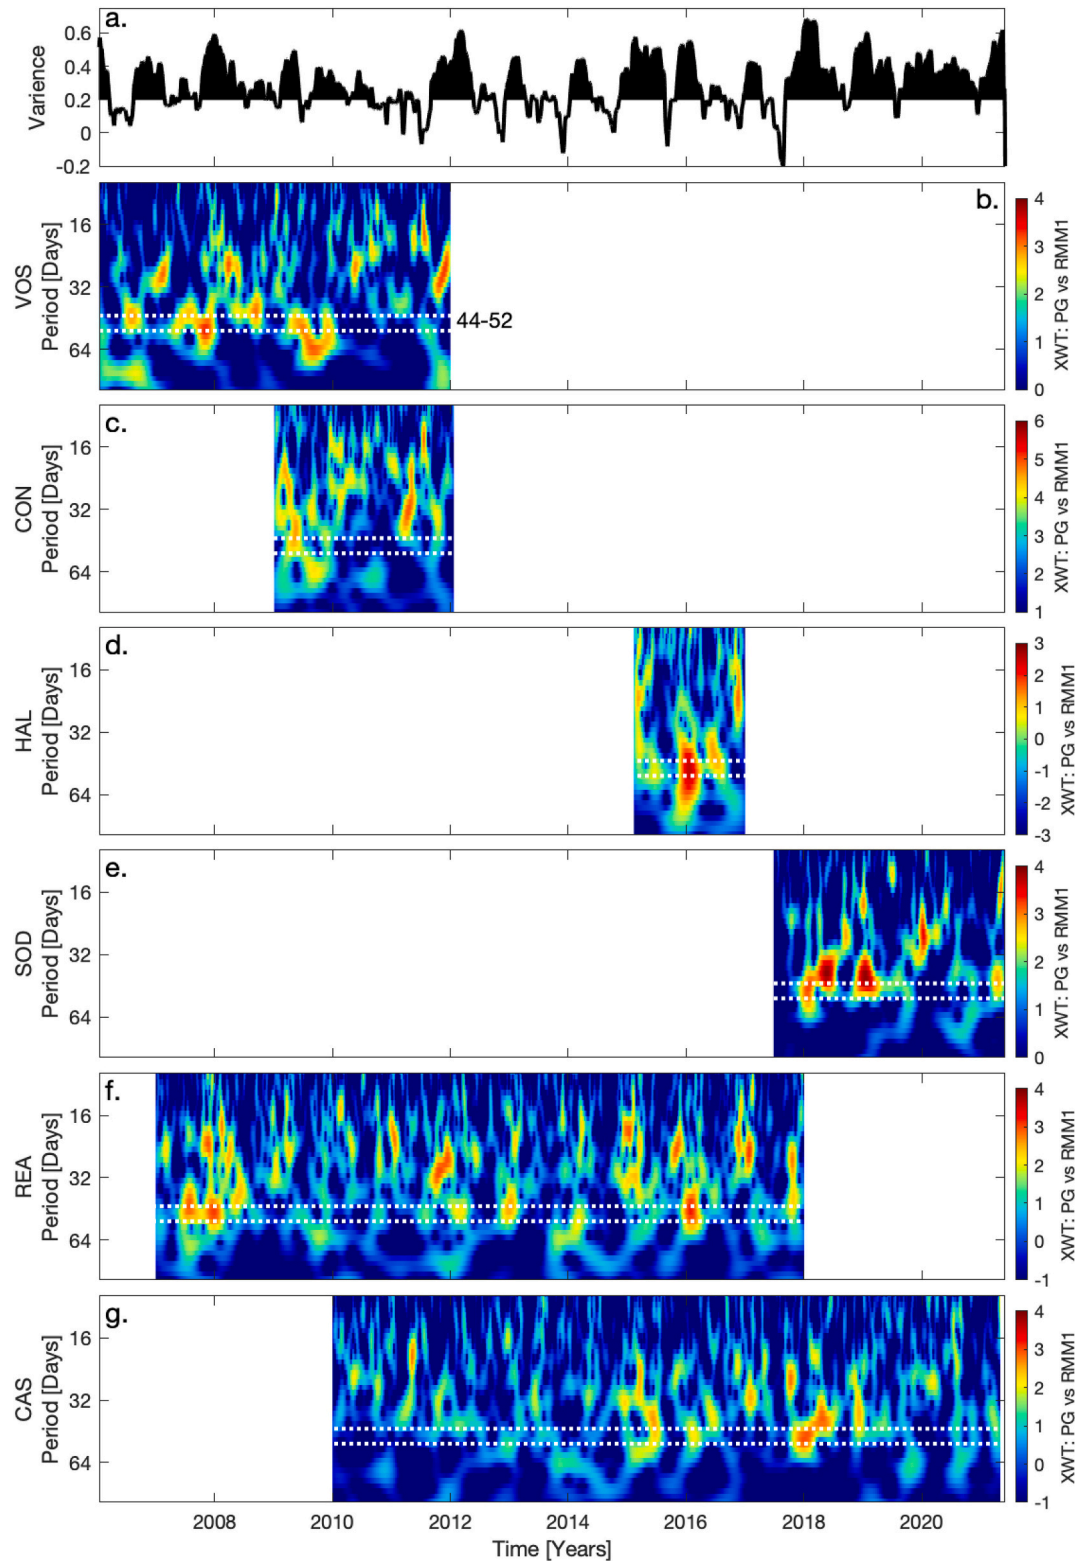 a.
Varience
0.6
0.4
0.2
0
-0.2
b.
VOS
Period [Days]
16
32
64
44-52
4
3
2
1
0
XWT: PG vs RMM1
c.
CON
Period [Days]
16
32
64
6
5
4
3
2
1
XWT: PG vs RMM1
d.
HAL
Period [Days]
16
32
64
3
2
1
0
-1
-2
-3
XWT: PG vs RMM1
e.
SOD
Period [Days]
16
32
64
4
3
2
1
0
XWT: PG vs RMM1
f.
REA
Period [Days]
16
32
64
4
3
2
1
0
-1
XWT: PG vs RMM1
g.
CAS
Period [Days]
16
32
64
4
3
2
1
0
-1
XWT: PG vs RMM1
2008 2010 2012 2014 2016 2018 2020
Time [Years]